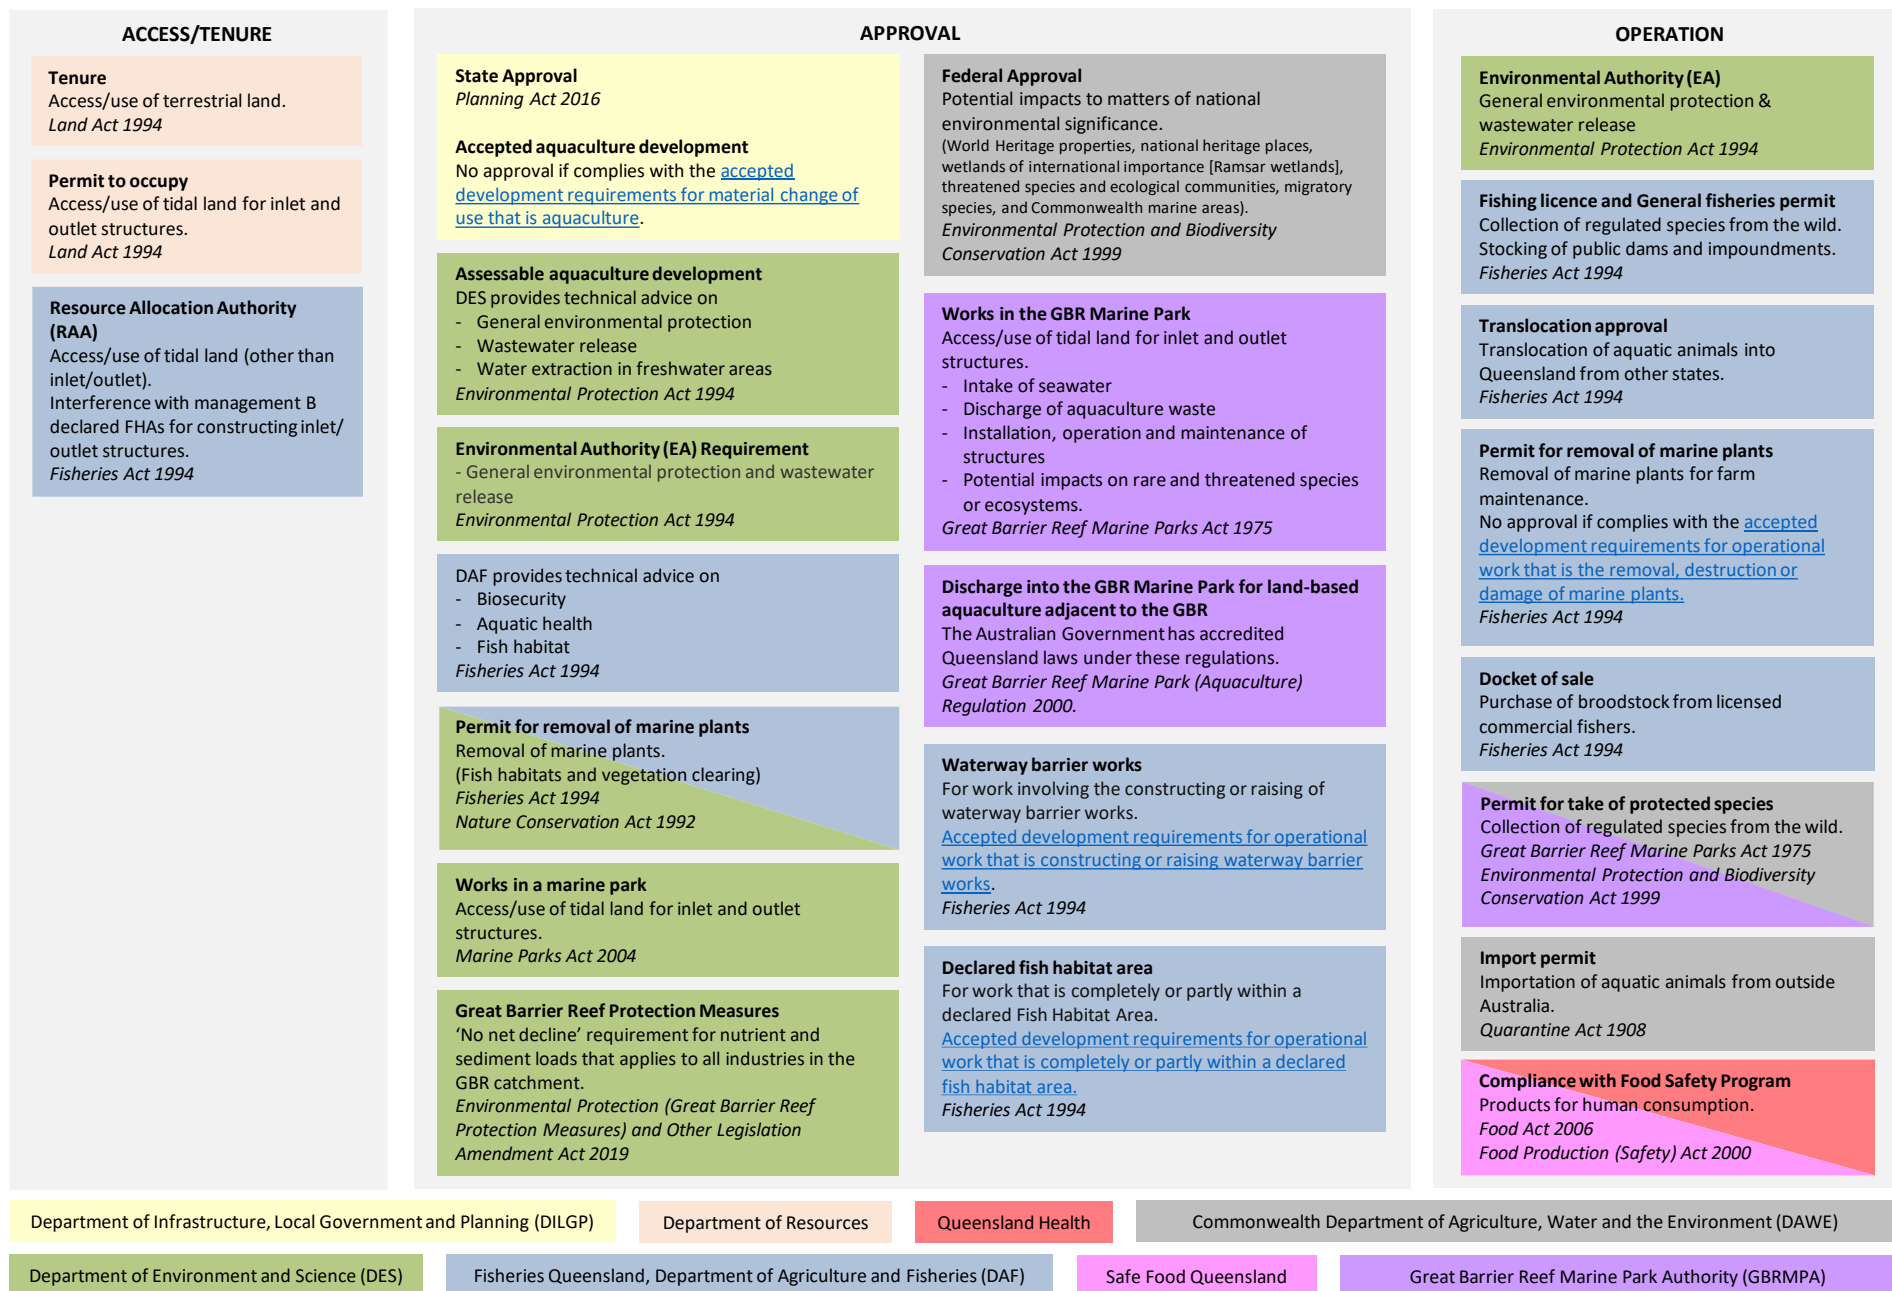 ACCESS/TENURE
Tenure
Access/use of terrestrial land.
Land Act 1994
Permit to occupy
Access/use of tidal land for inlet and
outlet structures.
Land Act 1994
Resource Allocation Authority
(RAA)
Access/use of tidal land (other than
inlet/outlet).
Interference with management B
declared FHAs for constructing inlet/
outlet structures.
Fisheries Act 1994
APPROVAL
State Approval
Planning Act 2016
Accepted aquaculture development
No approval if complies with the accepted
development requirements for material change of
use that is aquaculture.
Assessable aquaculture development
DES provides technical advice on
- General environmental protection
- Wastewater release
- Water extraction in freshwater areas
Environmental Protection Act 1994
Environmental Authority (EA) Requirement
- General environmental protection and wastewater
release
Environmental Protection Act 1994
DAF provides technical advice on
- Biosecurity
- Aquatic health
- Fish habitat
Fisheries Act 1994
Permit for removal of marine plants
Removal of marine plants.
(Fish habitats and vegetation clearing)
Fisheries Act 1994
Nature Conservation Act 1992
Works in a marine park
Access/use of tidal land for inlet and outlet
structures.
Marine Parks Act 2004
Great Barrier Reef Protection Measures
‘No net decline’ requirement for nutrient and
sediment loads that applies to all industries in the
GBR catchment.
Environmental Protection (Great Barrier Reef
Protection Measures) and Other Legislation
Amendment Act 2019
Federal Approval
Potential impacts to matters of national
environmental significance.
(World Heritage properties, national heritage places,
wetlands of international importance [Ramsar wetlands],
threatened species and ecological communities, migratory
species, and Commonwealth marine areas).
Environmental Protection and Biodiversity
Conservation Act 1999
Works in the GBR Marine Park
Access/use of tidal land for inlet and outlet
structures.
- Intake of seawater
- Discharge of aquaculture waste
- Installation, operation and maintenance of
structures
- Potential impacts on rare and threatened species
or ecosystems.
Great Barrier Reef Marine Parks Act 1975
Discharge into the GBR Marine Park for land-based
aquaculture adjacent to the GBR
The Australian Government has accredited
Queensland laws under these regulations.
Great Barrier Reef Marine Park (Aquaculture)
Regulation 2000.
Waterway barrier works
For work involving the constructing or raising of
waterway barrier works.
Accepted development requirements for operational
work that is constructing or raising waterway barrier
works.
Fisheries Act 1994
Declared fish habitat area
For work that is completely or partly within a
declared Fish Habitat Area.
Accepted development requirements for operational
work that is completely or partly within a declared
fish habitat area.
Fisheries Act 1994
OPERATION
Environmental Authority (EA)
General environmental protection &
wastewater release
Environmental Protection Act 1994
Fishing licence and General fisheries permit
Collection of regulated species from the wild.
Stocking of public dams and impoundments.
Fisheries Act 1994
Translocation approval
Translocation of aquatic animals into
Queensland from other states.
Fisheries Act 1994
Permit for removal of marine plants
Removal of marine plants for farm
maintenance.
No approval if complies with the accepted
development requirements for operational
work that is the removal, destruction or
damage of marine plants.
Fisheries Act 1994
Docket of sale
Purchase of broodstock from licensed
commercial fishers.
Fisheries Act 1994
Permit for take of protected species
Collection of regulated species from the wild.
Great Barrier Reef Marine Parks Act 1975
Environmental Protection and Biodiversity
Conservation Act 1999
Import permit
Importation of aquatic animals from outside
Australia.
Quarantine Act 1908
Compliance with Food Safety Program
Products for human consumption.
Food Act 2006
Food Production (Safety) Act 2000
Department of Infrastructure, Local Government and Planning (DILGP)
Department of Resources
Queensland Health
Commonwealth Department of Agriculture, Water and the Environment (DAWE)
Department of Environment and Science (DES)
Fisheries Queensland, Department of Agriculture and Fisheries (DAF)
Safe Food Queensland
Great Barrier Reef Marine Park Authority (GBRMPA)